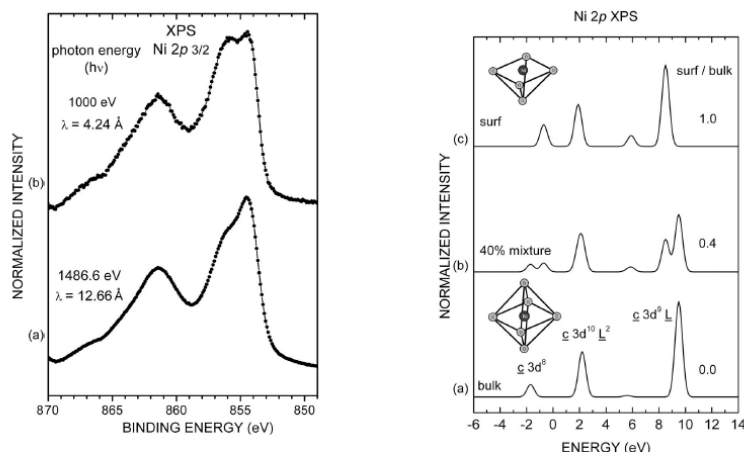 XPS
Ni 2p 3/2
photon energy
(hν)
1000 eV
λ = 4.24 Å
(b)
1486.6 eV
λ = 12.66 Å
(a)
NORMALIZED INTENSITY
870 865 860 855 850
BINDING ENERGY (eV)
Ni 2p XPS
surf / bulk
1.0
surf
(c)
40% mixture
0.4
(b)
c 3d⁸
c 3d¹⁰ L²
c 3d⁹ L
0.0
bulk
(a)
NORMALIZED INTENSITY
-6 -4 -2 0 2 4 6 8 10 12 14
ENERGY (eV)